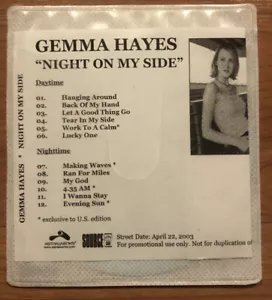 GEMMA HAYES
"NIGHT ON MY SIDE"
Daytime
01. Hanging Around
02. Back Of My Hand
03. Let A Good Thing Go
04. Tear In My Side
05. Work To A Calm*
06. Lucky One
Nighttime
07. Making Waves *
08. Ran For Miles
09. My God
10. 4:35 AM *
11. I Wanna Stay
12. Evening Sun *
* exclusive to U.S. edition
SOURCE
Street Date: April 22, 2003
For promotional use only. Not for duplication of
GEMMA HAYES * NIGHT ON MY SIDE